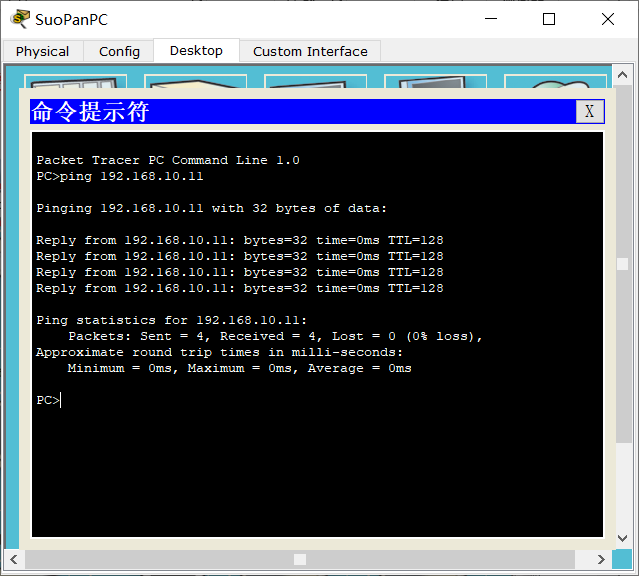 SuoPanPC
Physical Config Desktop Custom Interface
命令提示符 X
Packet Tracer PC Command Line 1.0
PC>ping 192.168.10.11
Pinging 192.168.10.11 with 32 bytes of data:
Reply from 192.168.10.11: bytes=32 time=0ms TTL=128
Reply from 192.168.10.11: bytes=32 time=0ms TTL=128
Reply from 192.168.10.11: bytes=32 time=0ms TTL=128
Reply from 192.168.10.11: bytes=32 time=0ms TTL=128
Ping statistics for 192.168.10.11:
Packets: Sent = 4, Received = 4, Lost = 0 (0% loss),
Approximate round trip times in milli-seconds:
Minimum = 0ms, Maximum = 0ms, Average = 0ms
PC>